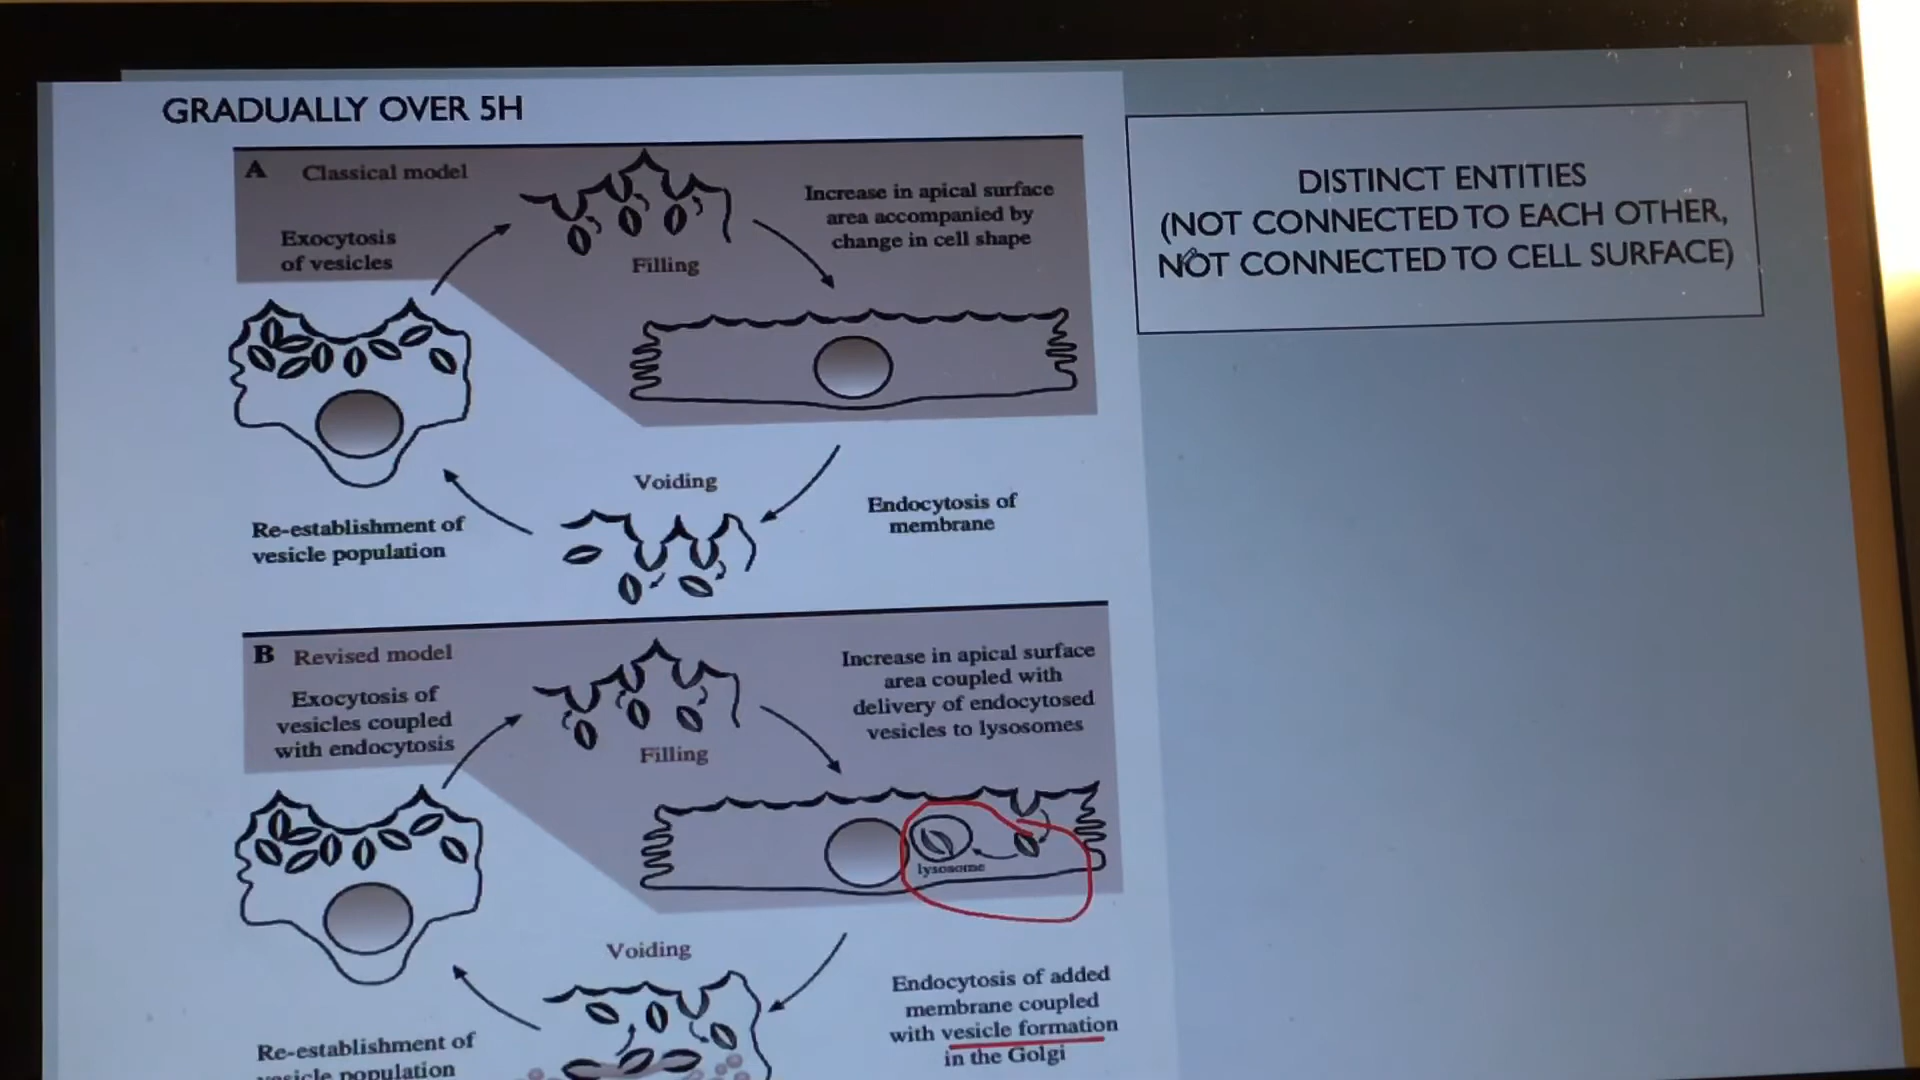 GRADUALLY OVER 5H
A Classical model
Exocytosis
of vesicles
Filling
Increase in apical surface
area accompanied by
change in cell shape
Voiding
Endocytosis of
membrane
Re-establishment of
vesicle population
B Revised model
Exocytosis of
vesicles coupled
with endocytosis
Filling
Increase in apical surface
area coupled with
delivery of endocytosed
vesicles to lysosomes
lysosome
Voiding
Endocytosis of added
membrane coupled
with vesicle formation
in the Golgi
Re-establishment of
vesicle population
DISTINCT ENTITIES
(NOT CONNECTED TO EACH OTHER,
NOT CONNECTED TO CELL SURFACE)